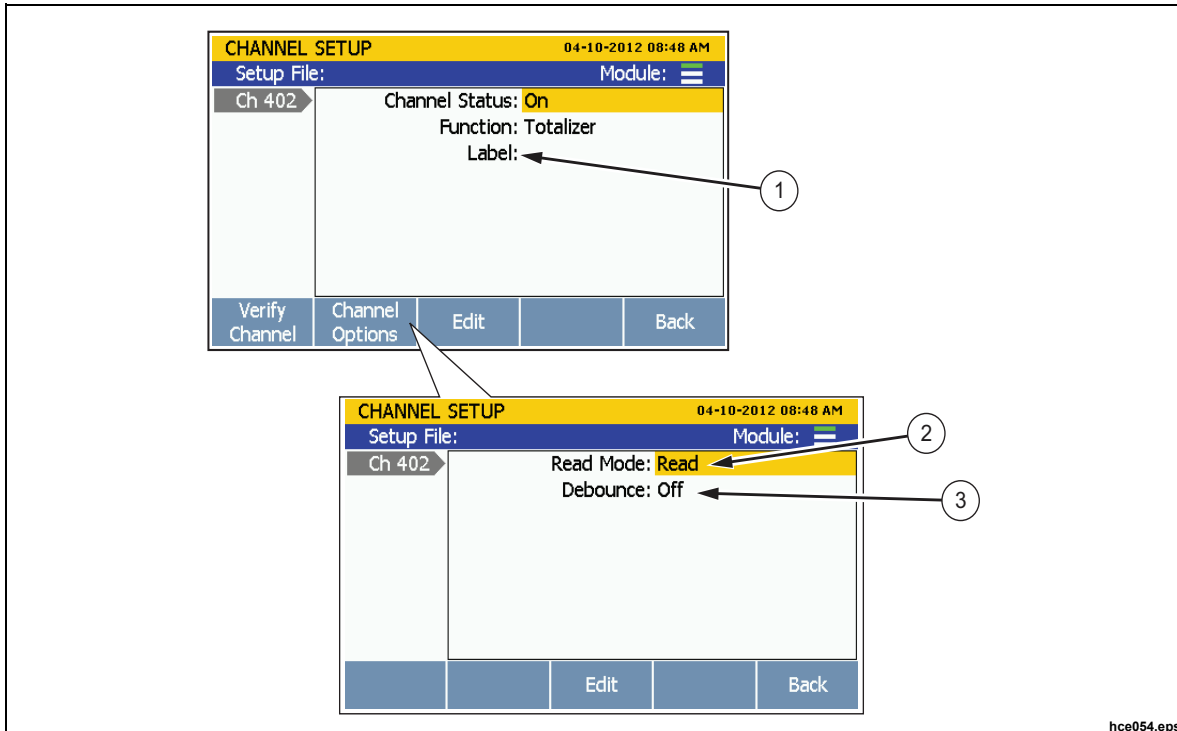 CHANNEL SETUP 04-10-2012 08:48 AM
Setup File: Module:
Ch 402 Channel Status: On
Function: Totalizer
Label:
1
Verify Channel Channel Options Edit Back
CHANNEL SETUP 04-10-2012 08:48 AM
Setup File: Module:
2
Ch 402 Read Mode: Read
Debounce: Off
3
Edit Back
hce054.eps